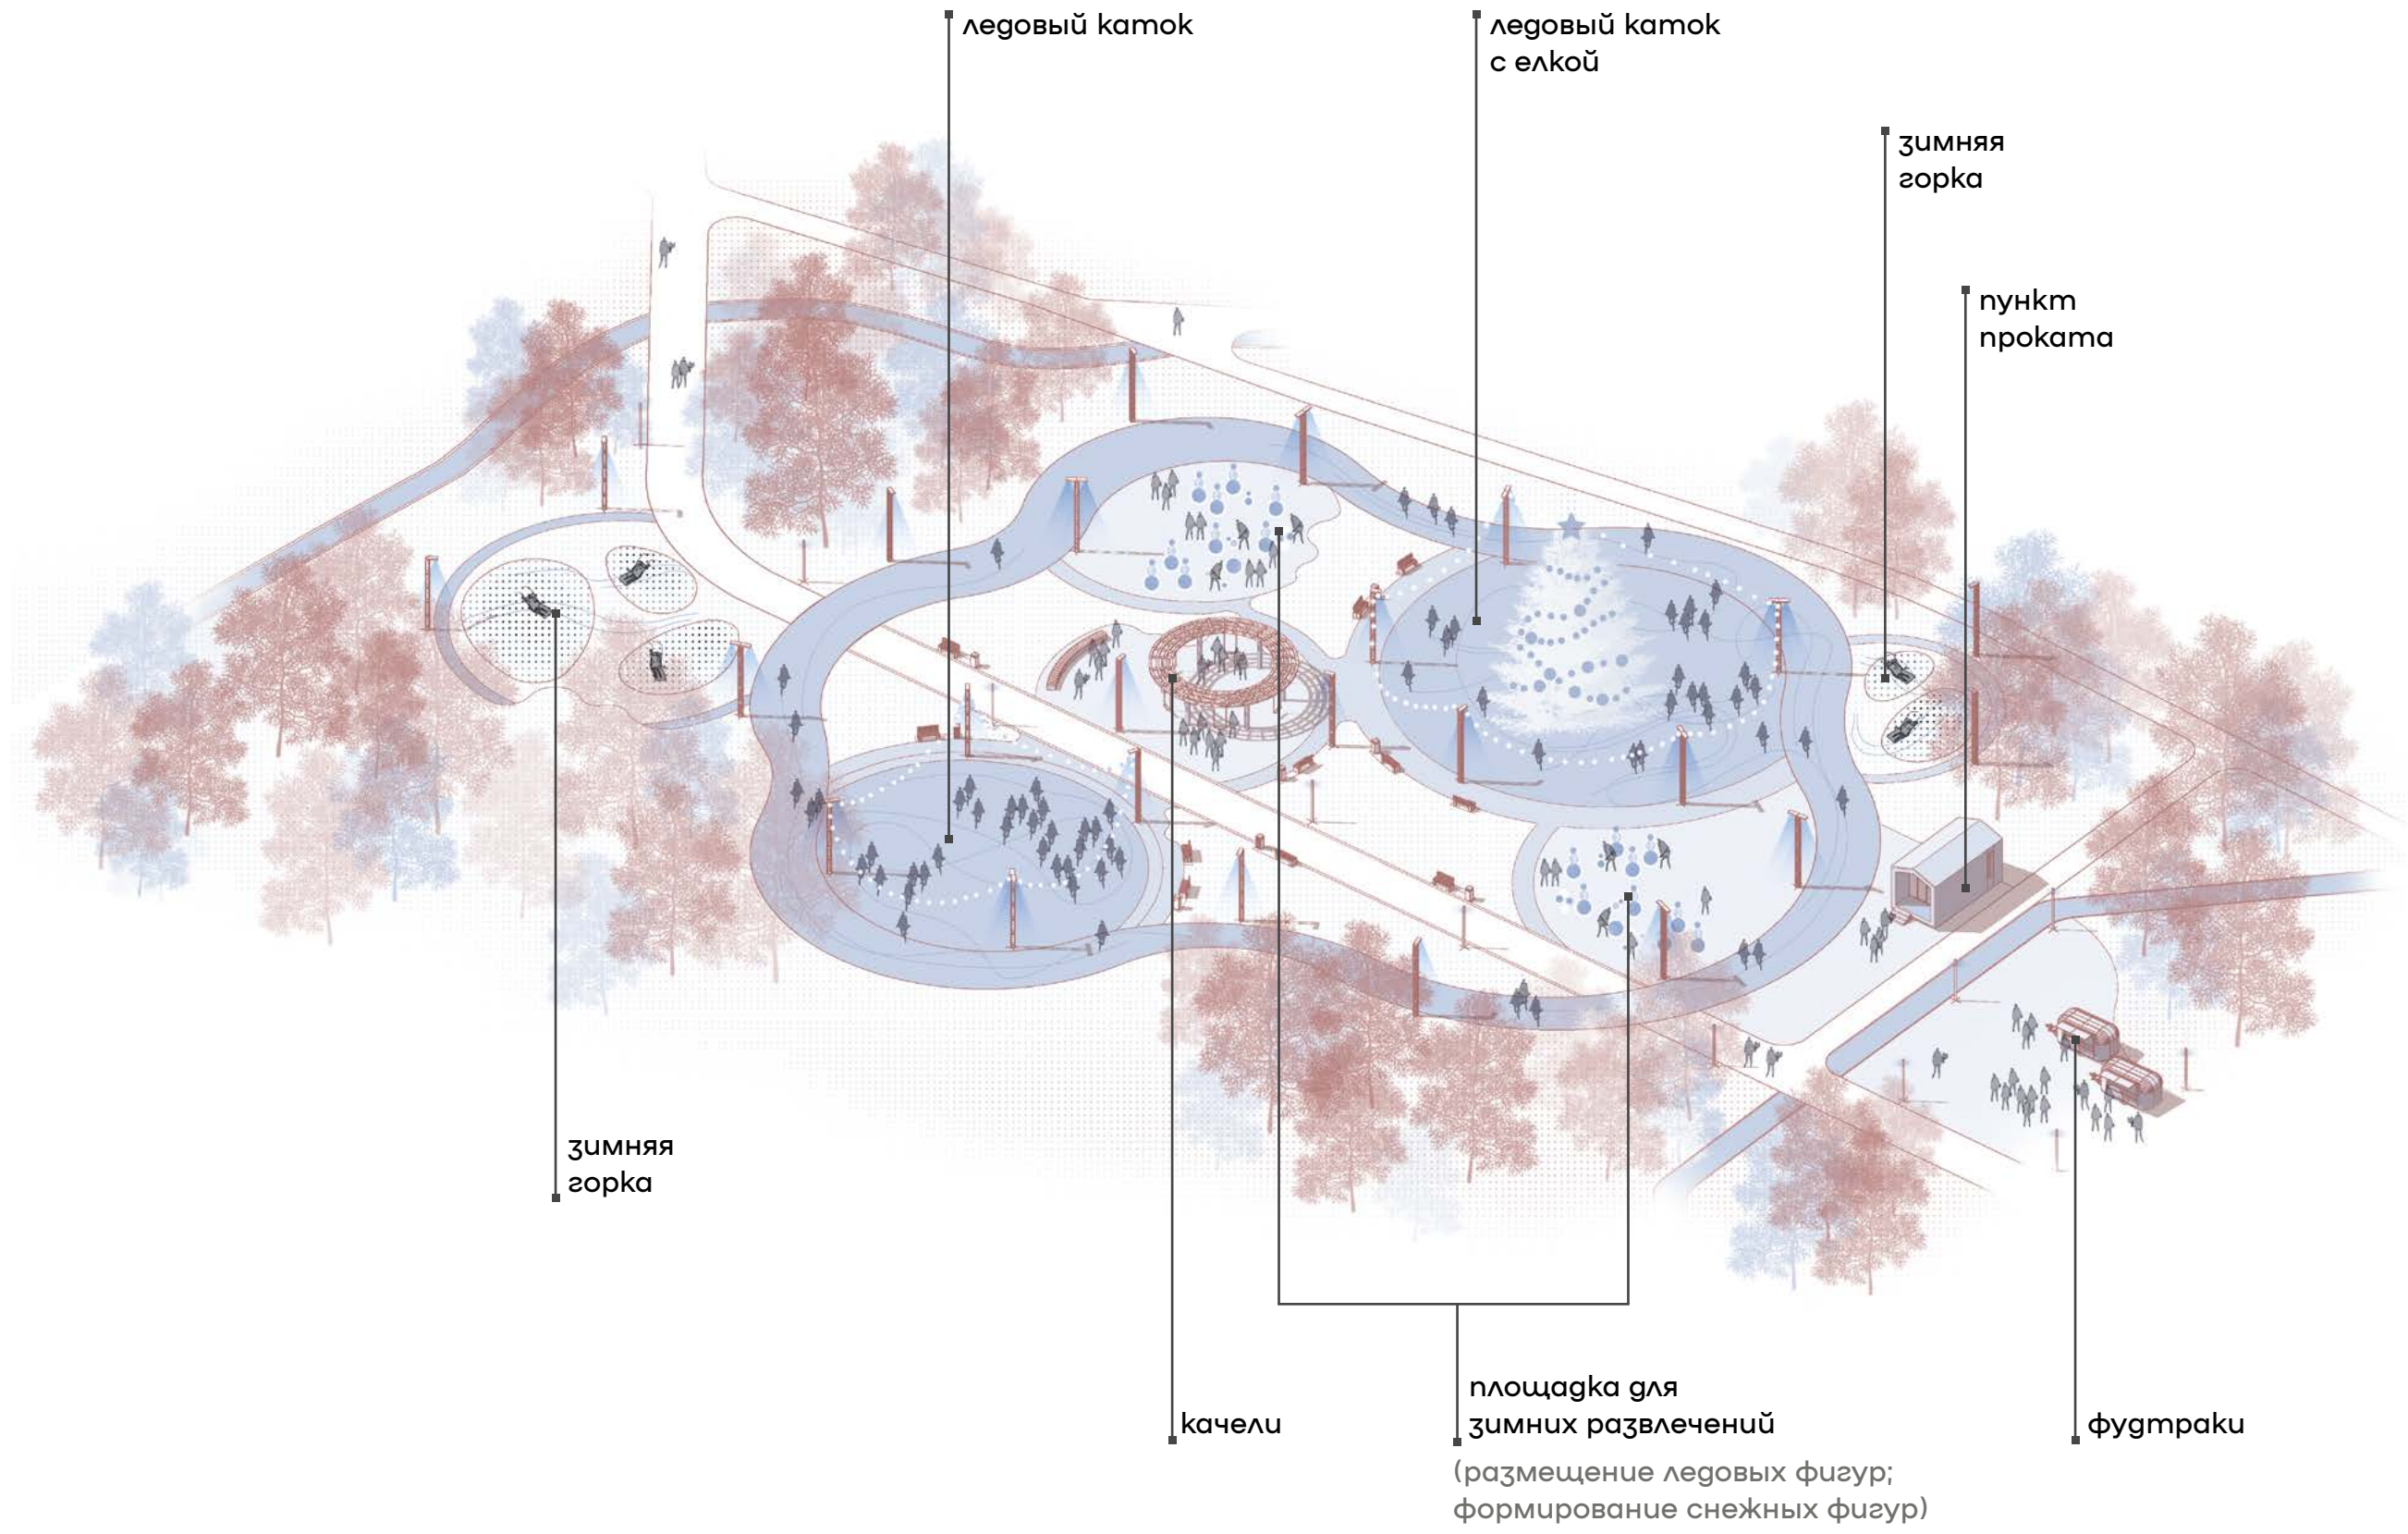 ледовый каток
ледовый каток
с елкой
зимняя
горка
пункт
проката
зимняя
горка
качели
площадка для
зимних развлечений
(размещение ледовых фигур;
формирование снежных фигур)
фудтраки